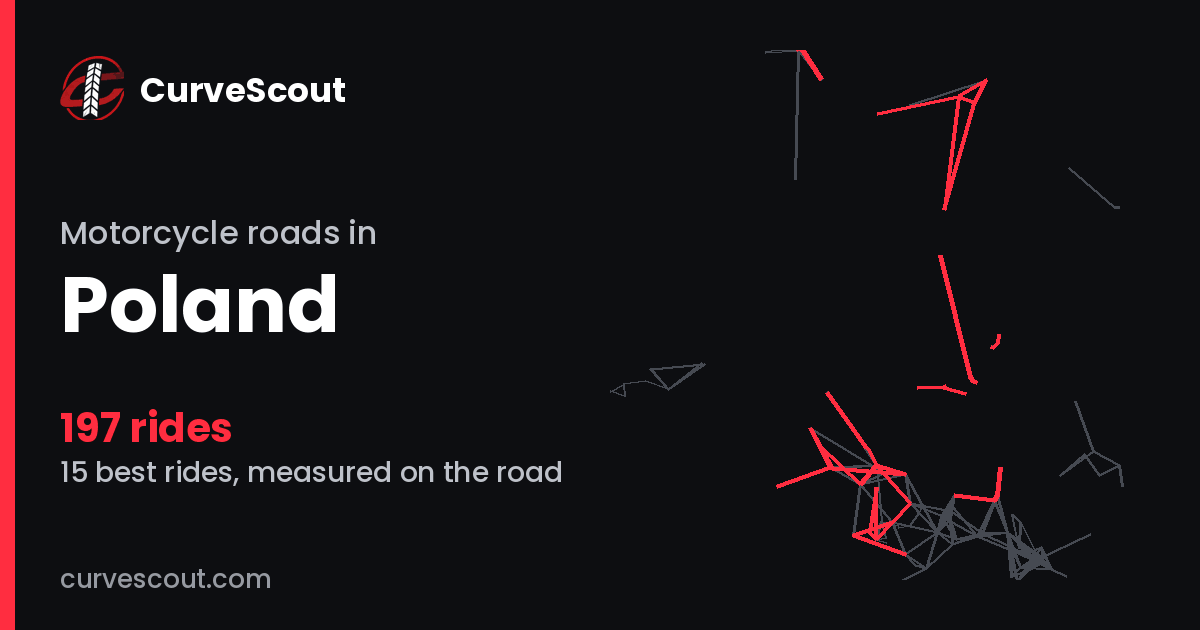 CurveScout
Motorcycle roads in
Poland
197 rides
15 best rides, measured on the road
curvescout.com